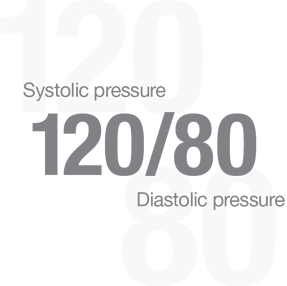 120
Systolic pressure
120/80
Diastolic pressure
80